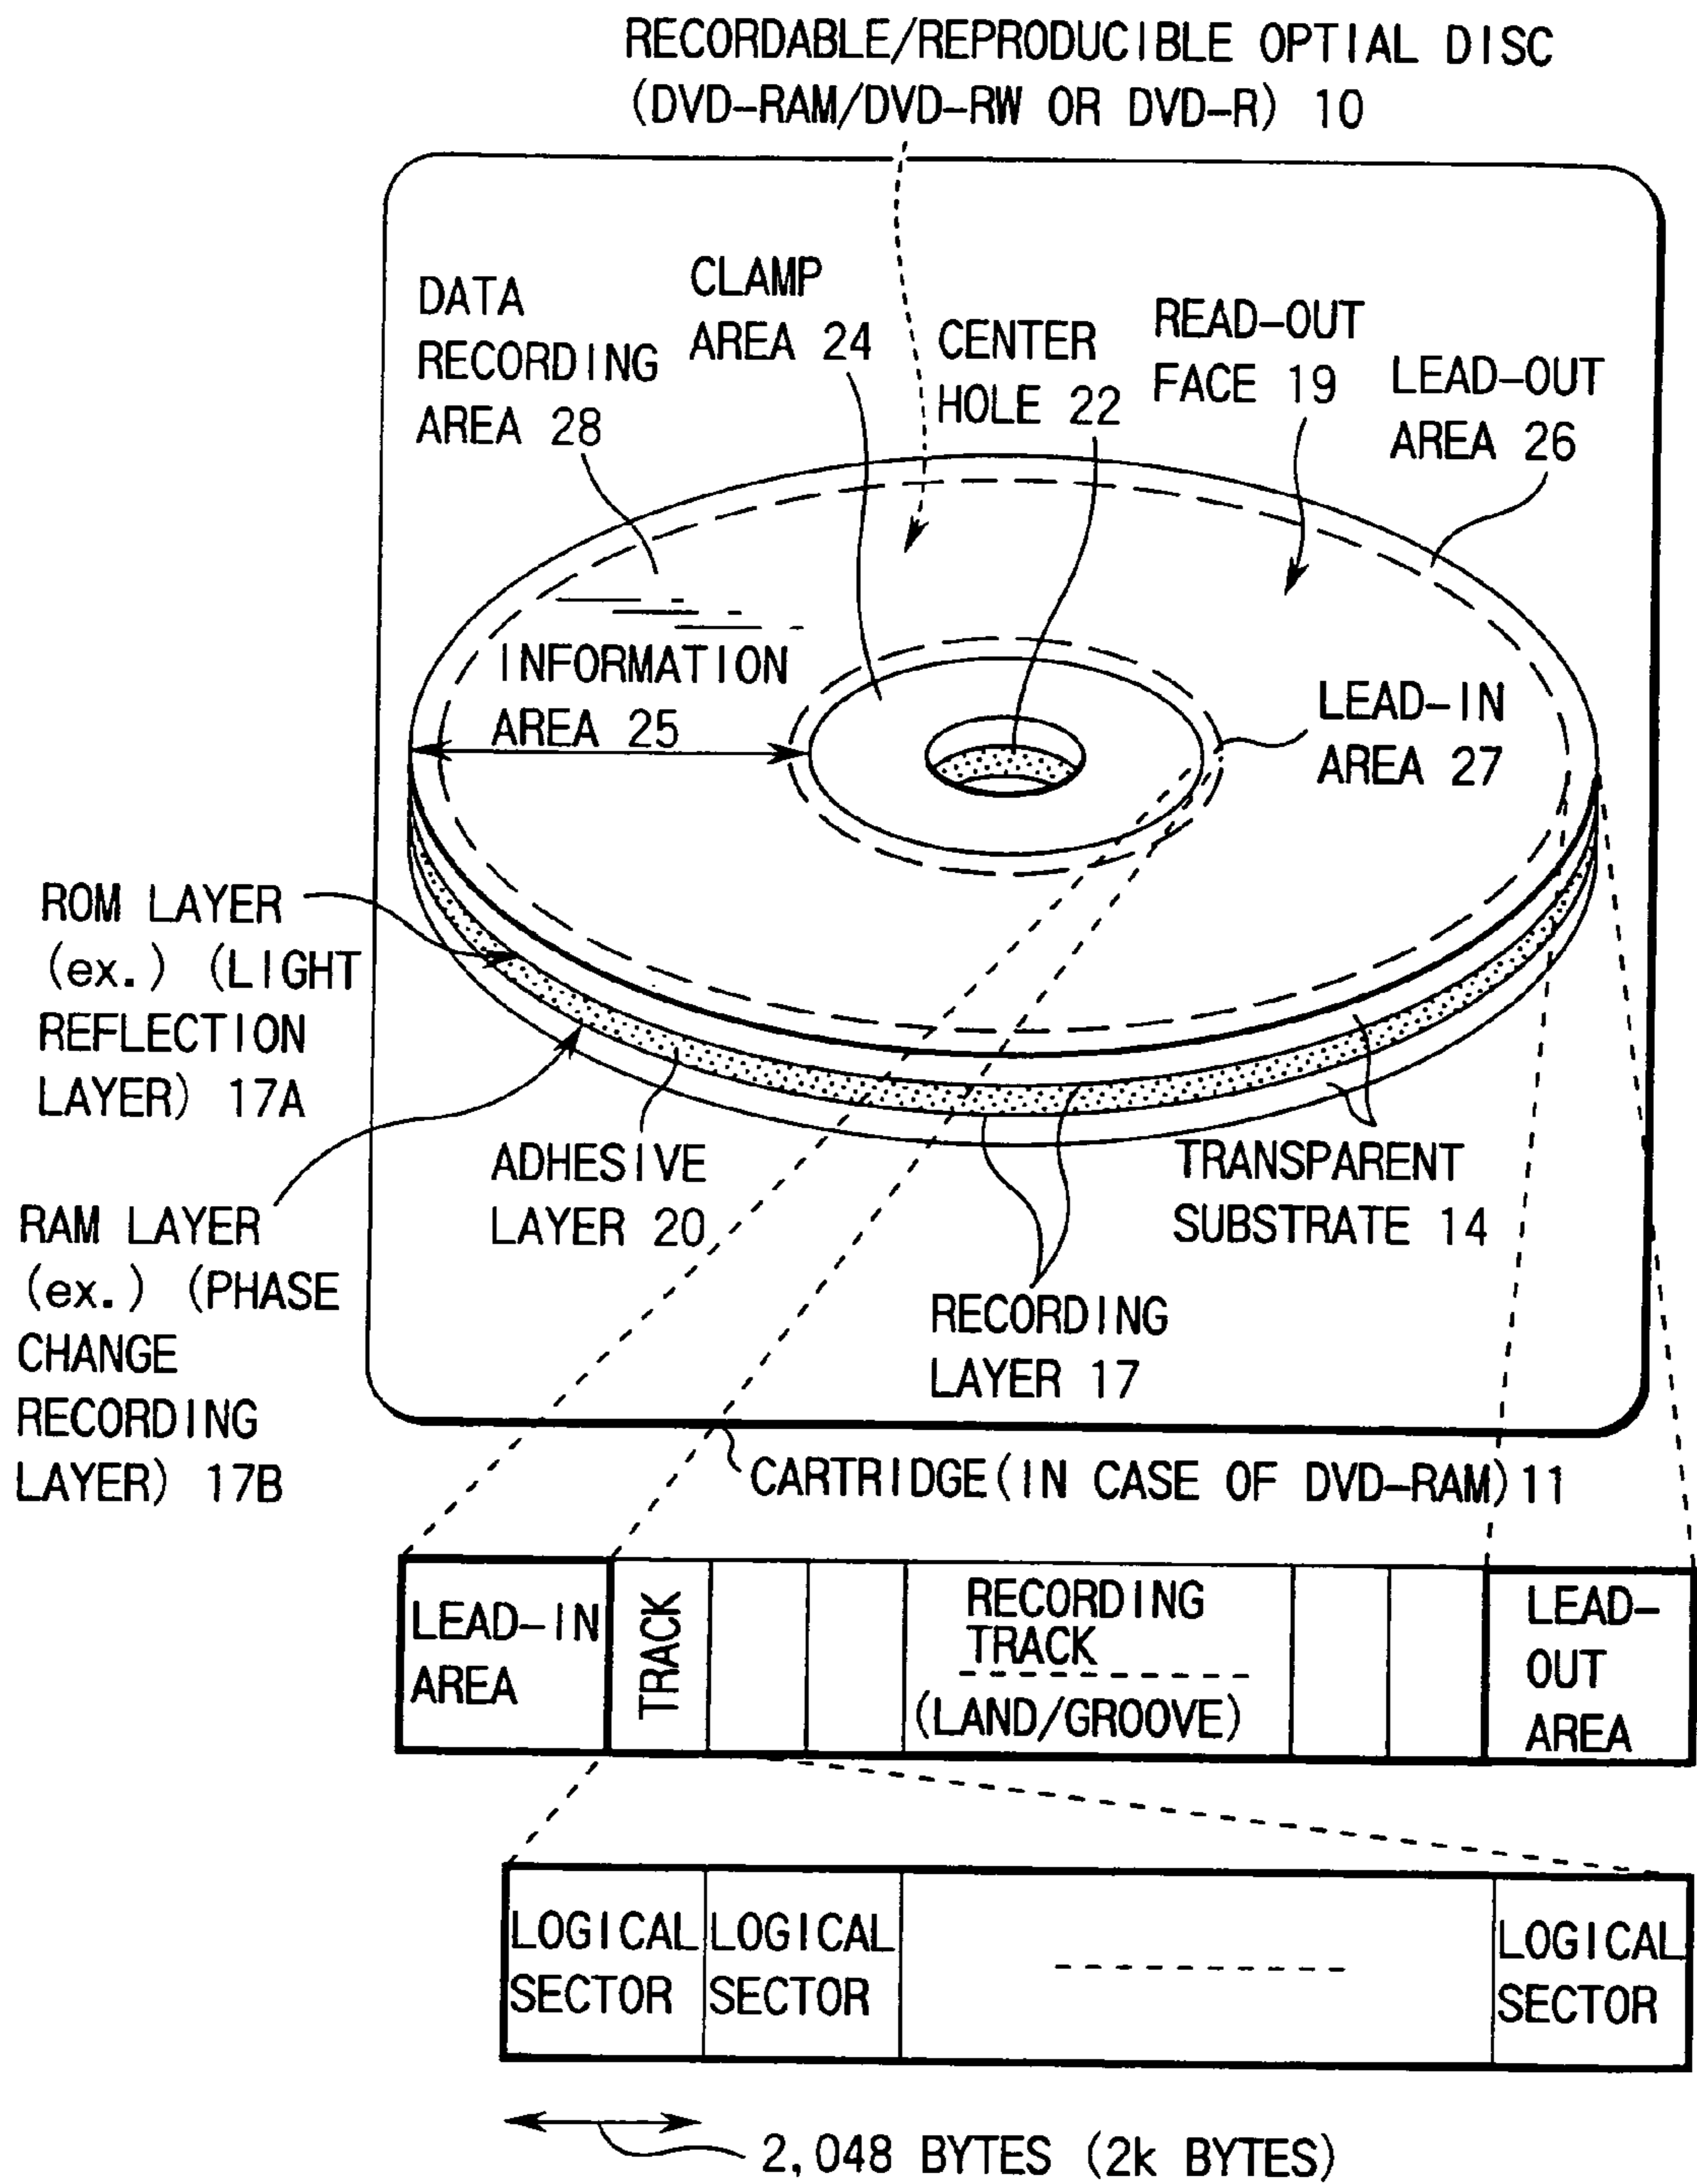 RECORDABLE/REPRODUCIBLE OPTIAL DISC
(DVD-RAM/DVD-RW OR DVD-R) 10
DATA
RECORDING
AREA 28
CLAMP
AREA 24
CENTER
HOLE 22
READ-OUT
FACE 19
LEAD-OUT
AREA 26
INFORMATION
AREA 25
LEAD-IN
AREA 27
ROM LAYER
(ex.) (LIGHT
REFLECTION
LAYER) 17A
RAM LAYER
(ex.) (PHASE
CHANGE
RECORDING
LAYER) 17B
ADHESIVE
LAYER 20
TRANSPARENT
SUBSTRATE 14
RECORDING
LAYER 17
CARTRIDGE(IN CASE OF DVD-RAM)11
LEAD-IN
AREA
TRACK
RECORDING
TRACK
(LAND/GROOVE)
LEAD-
OUT
AREA
LOGICAL
SECTOR
LOGICAL
SECTOR
LOGICAL
SECTOR
2,048 BYTES (2k BYTES)